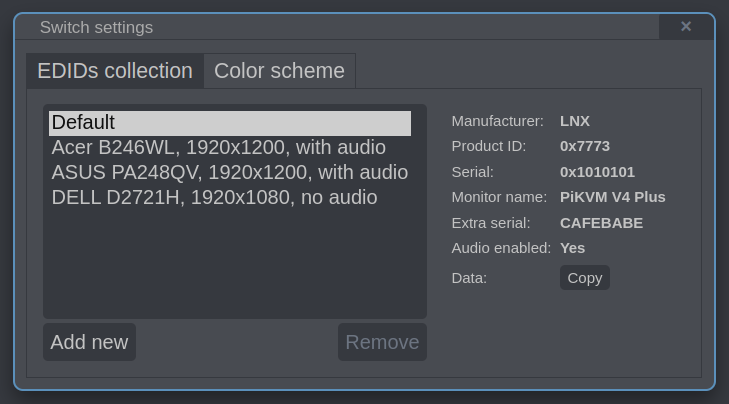 Switch settings ×
EDIDs collection Color scheme
Default
Acer B246WL, 1920x1200, with audio
ASUS PA248QV, 1920x1200, with audio
DELL D2721H, 1920x1080, no audio
Add new Remove
Manufacturer: LNX
Product ID: 0x7773
Serial: 0x1010101
Monitor name: PiKVM V4 Plus
Extra serial: CAFEBABE
Audio enabled: Yes
Data: Copy